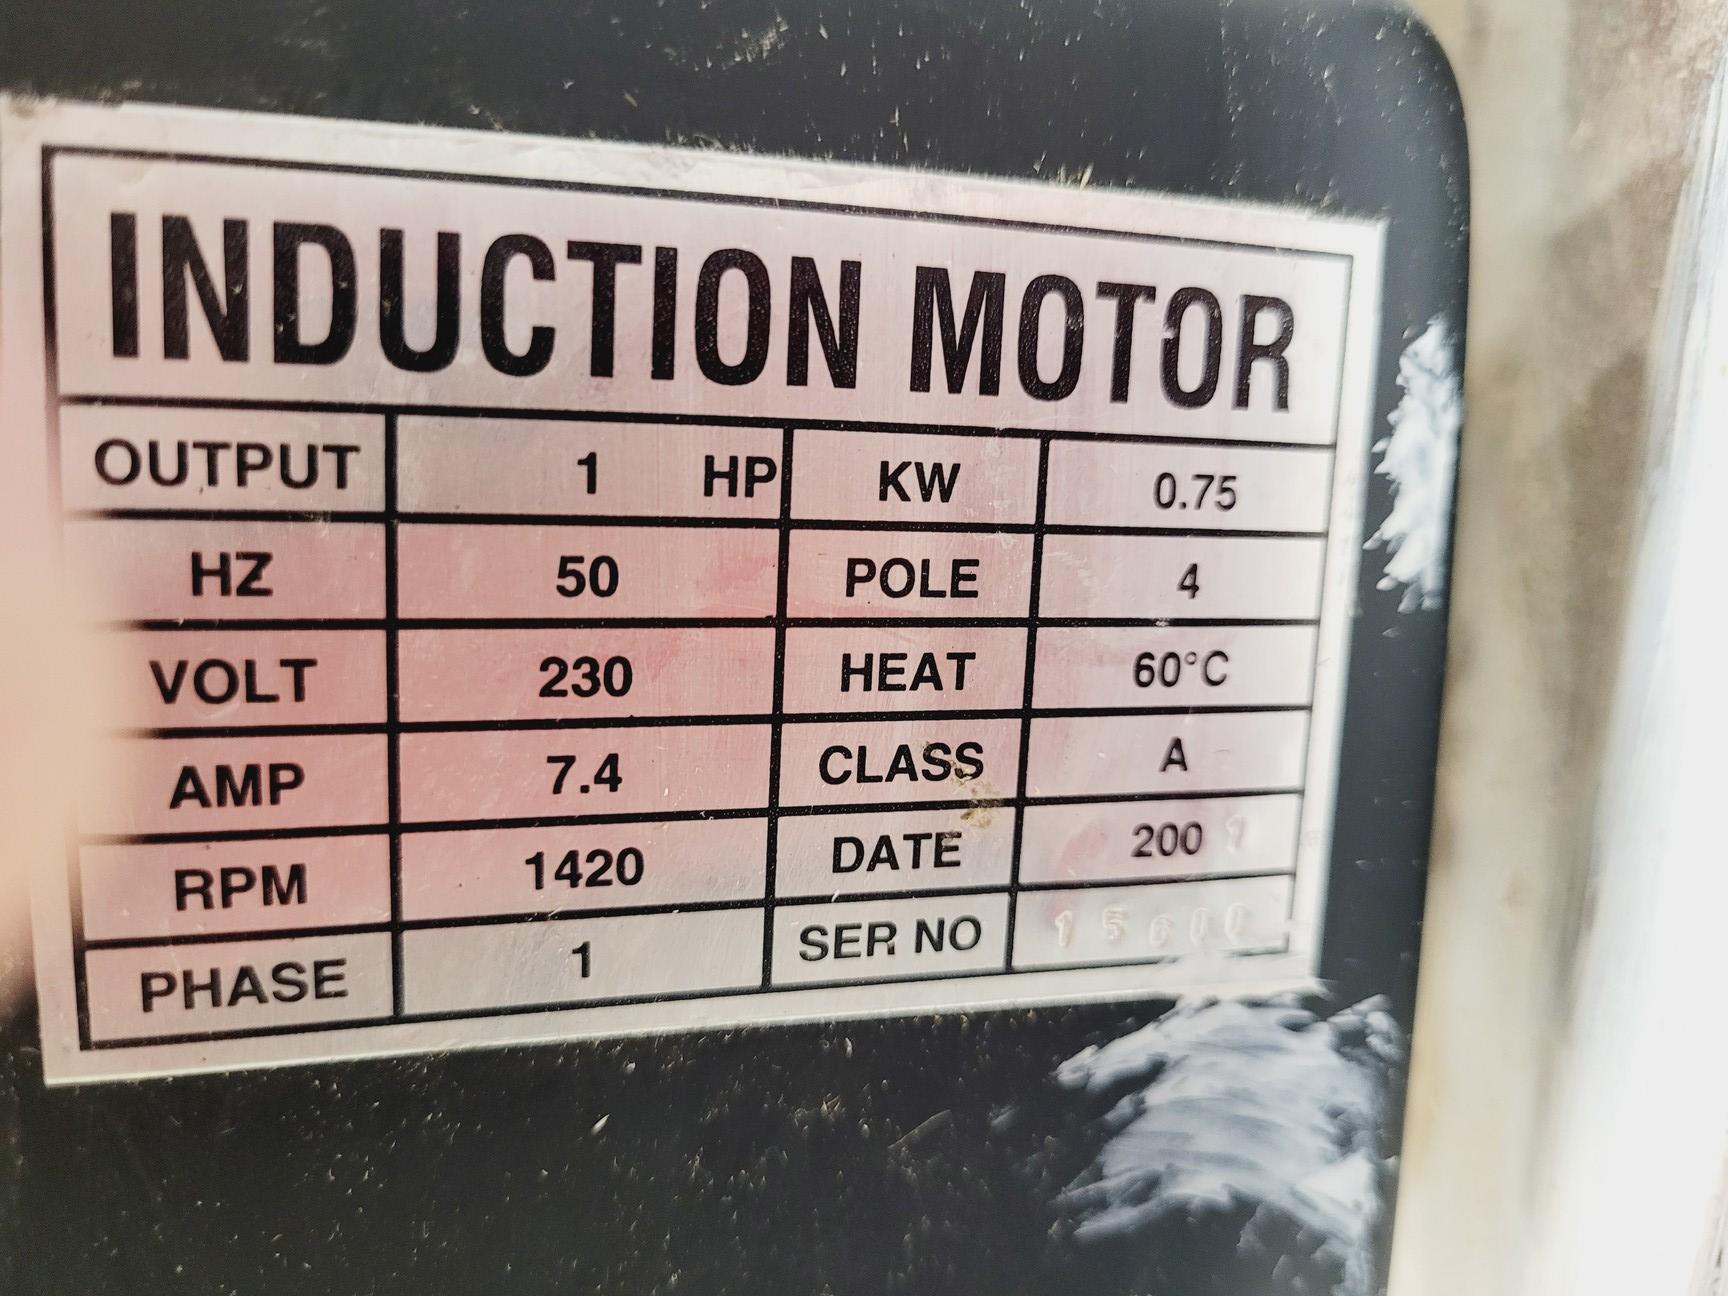 INDUCTION MOTOR
OUTPUT 1 HP KW 0.75
HZ 50 POLE 4
VOLT 230 HEAT 60°C
AMP 7.4 CLASS A
RPM 1420 DATE 200
PHASE 1 SER NO